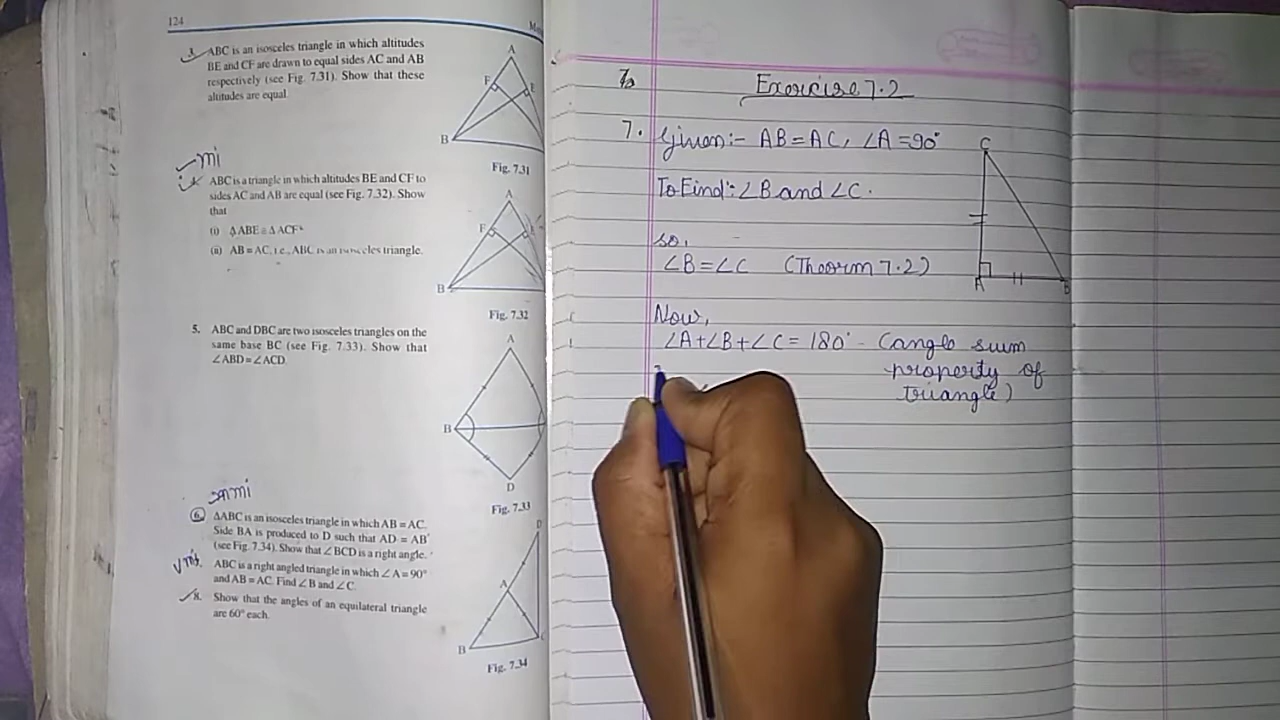 124
3. ABC is an isosceles triangle in which altitudes
BE and CF are drawn to equal sides AC and AB
respectively (see Fig. 7.31). Show that these
altitudes are equal.
A
F
E
B
Fig. 7.31
mi
ABC is a triangle in which altitudes BE and CF to
sides AC and AB are equal (see Fig. 7.32). Show
that
(i) ΔABE ≅ ΔACF
(ii) AB = AC, i.e., ABC is an isosceles triangle.
A
F
E
B
Fig. 7.32
5. ABC and DBC are two isosceles triangles on the
same base BC (see Fig. 7.33). Show that
∠ABD = ∠ACD.
A
B
D
Fig. 7.33
6. ΔABC is an isosceles triangle in which AB = AC.
Side BA is produced to D such that AD = AB
(see Fig. 7.34). Show that ∠BCD is a right angle.
ABC is a right angled triangle in which ∠A = 90°
and AB = AC. Find ∠B and ∠C.
8. Show that the angles of an equilateral triangle
are 60° each.
D
A
B
C
Fig. 7.34
Exercise 7.2
7. Given:- AB = AC, ∠A = 90°
To Find:- ∠B and ∠C.
so,
∠B = ∠C (Theorm 7.2)
Now,
∠A+∠B+∠C = 180° - (angle sum
property of
triangle)
C
A
B